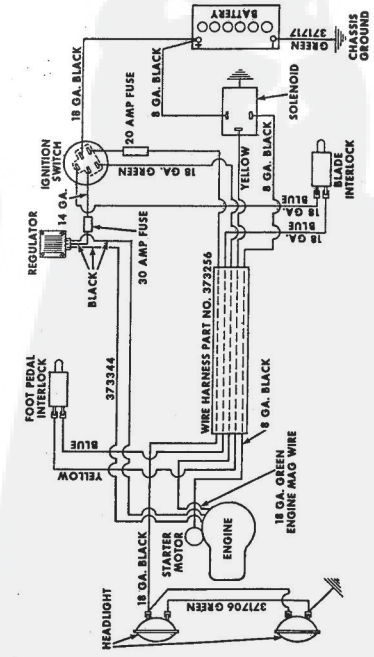 BATTERY
371717
GREEN
CHASSIS
GROUND
18 GA. BLACK
8 GA. BLACK
SOLENOID
20 AMP FUSE
IGNITION
SWITCH
18 GA. GREEN
YELLOW
8 GA. BLACK
14 GA.
BLUE
18 GA.
BLADE
INTERLOCK
BLUE
18 GA.
REGULATOR
30 AMP FUSE
BLACK
WIRE HARNESS PART NO. 373256
373344
FOOT PEDAL
INTERLOCK
BLUE
YELLOW
8 GA. BLACK
18 GA. GREEN
ENGINE MAG WIRE
18 GA. BLACK
STARTER
MOTOR
ENGINE
HEADLIGHT
371706 GREEN